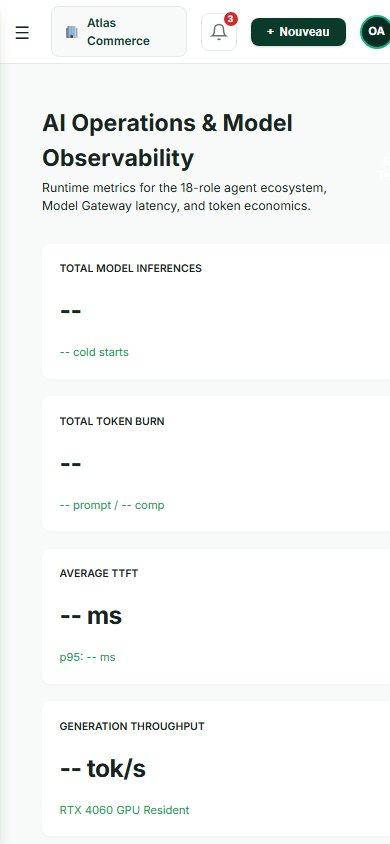 ☰
Atlas
Commerce
3
+ Nouveau
OA
AI Operations & Model
Observability
Runtime metrics for the 18-role agent ecosystem,
Model Gateway latency, and token economics.
TOTAL MODEL INFERENCES
--
-- cold starts
TOTAL TOKEN BURN
--
-- prompt / -- comp
AVERAGE TTFT
-- ms
p95: -- ms
GENERATION THROUGHPUT
-- tok/s
RTX 4060 GPU Resident